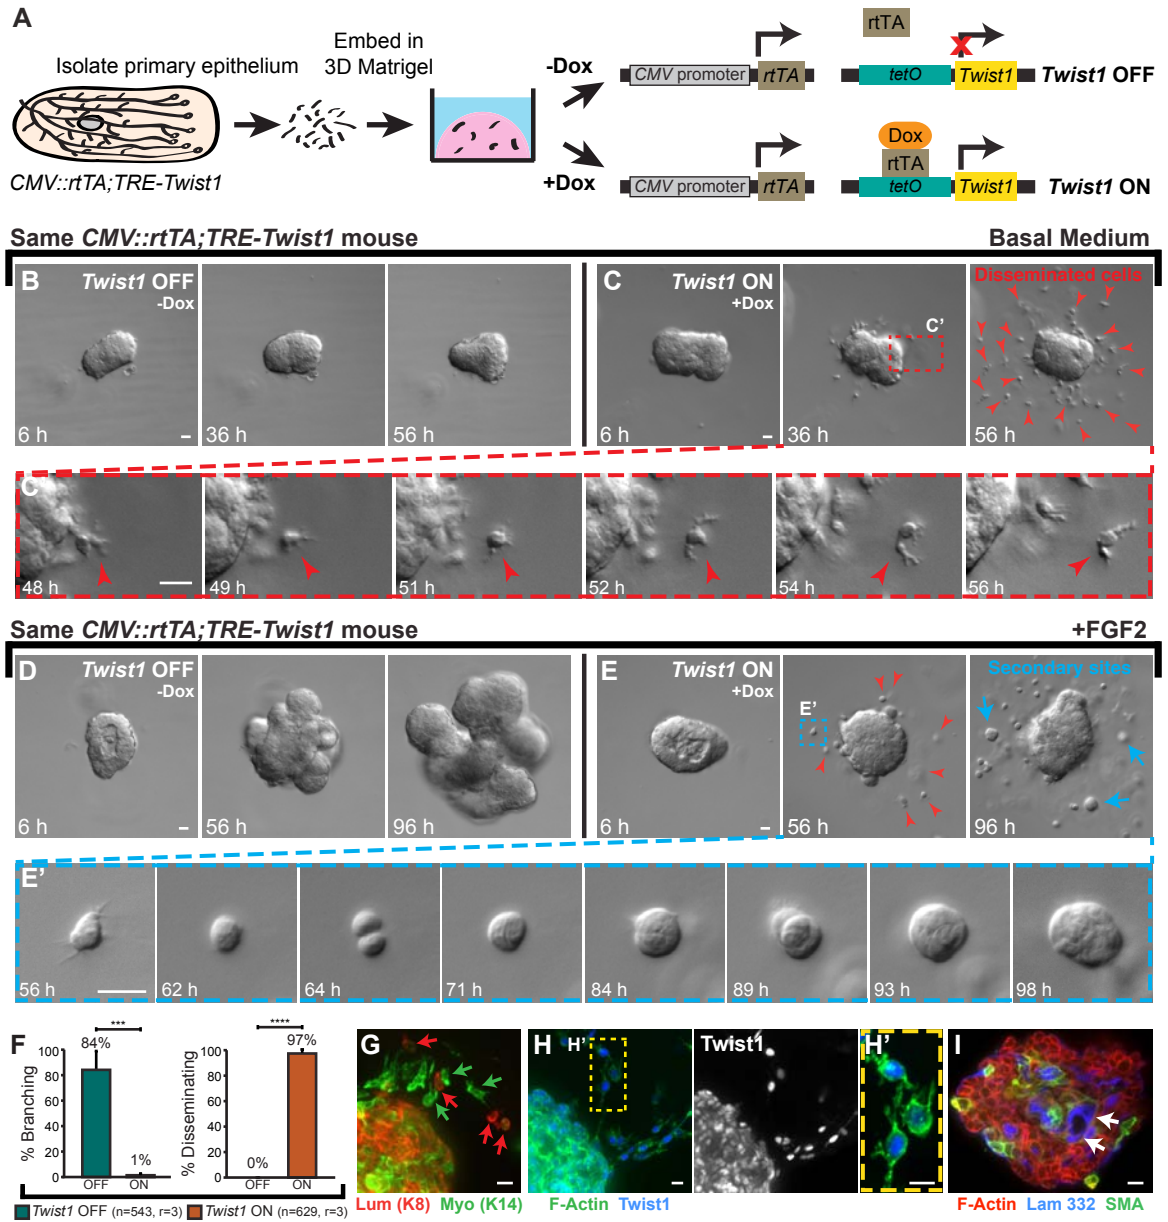 A
Isolate primary epithelium
CMV::rtTA;TRE-Twist1
Embed in
3D Matrigel
-Dox
+Dox
CMV promoter
rtTA
rtTA
tetO
X
Twist1
Twist1 OFF
CMV promoter
rtTA
Dox
rtTA
tetO
Twist1
Twist1 ON
Same CMV::rtTA;TRE-Twist1 mouse
Basal Medium
B
Twist1 OFF
-Dox
6 h
36 h
56 h
C
Twist1 ON
+Dox
6 h
C'
36 h
Disseminated cells
56 h
C'
48 h
49 h
51 h
52 h
54 h
56 h
Same CMV::rtTA;TRE-Twist1 mouse
+FGF2
D
Twist1 OFF
-Dox
6 h
56 h
96 h
E
Twist1 ON
+Dox
6 h
E'
56 h
Secondary sites
96 h
E'
56 h
62 h
64 h
71 h
84 h
89 h
93 h
98 h
F
% Branching
100
80
60
40
20
0
84%
***
1%
OFF
ON
% Disseminating
100
80
60
40
20
0
0%
****
97%
OFF
ON
Twist1 OFF (n=543, r=3)
Twist1 ON (n=629, r=3)
G
Lum (K8) Myo (K14)
H
H'
F-Actin Twist1
Twist1
H'
I
F-Actin Lam 332 SMA